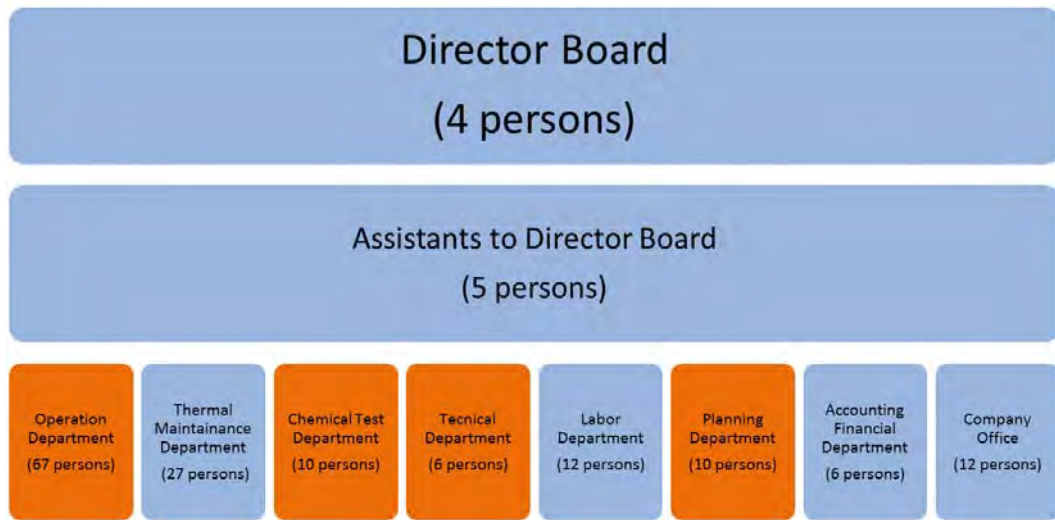 Director Board
(4 persons)
Assistants to Director Board
(5 persons)
Operation
Department
(67 persons)
Thermal
Maintainance
Department
(27 persons)
Chemical Test
Department
(10 persons)
Tecnical
Department
(6 persons)
Labor
Department
(12 persons)
Planning
Department
(10 persons)
Accounting
Financial
Department
(6 persons)
Company
Office
(12 persons)